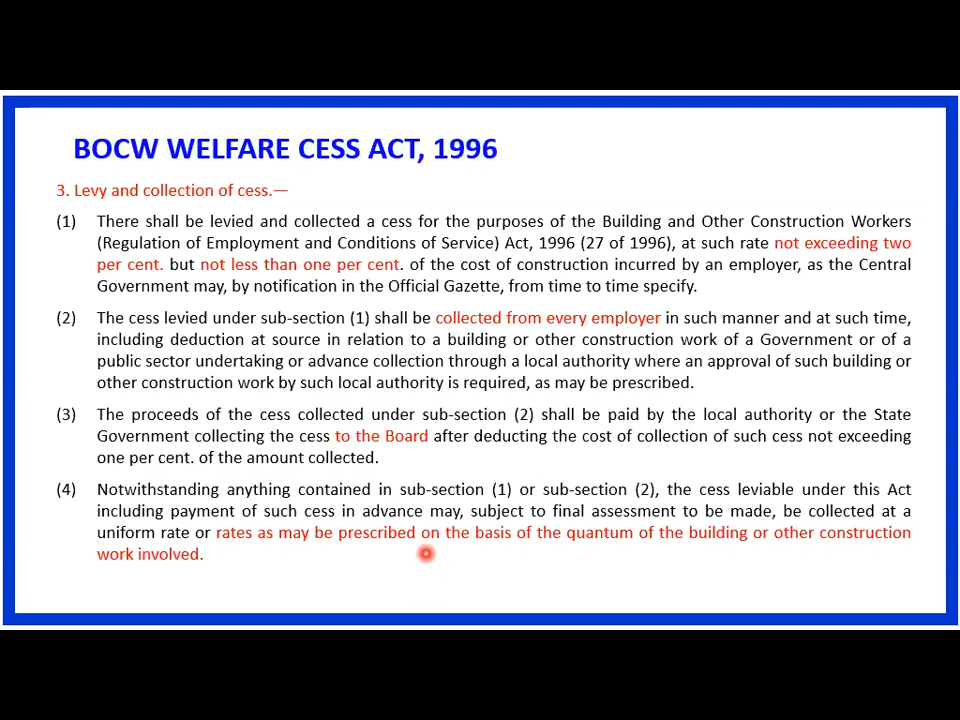 BOCW WELFARE CESS ACT, 1996
3. Levy and collection of cess.—
(1) There shall be levied and collected a cess for the purposes of the Building and Other Construction Workers
(Regulation of Employment and Conditions of Service) Act, 1996 (27 of 1996), at such rate not exceeding two
per cent. but not less than one per cent. of the cost of construction incurred by an employer, as the Central
Government may, by notification in the Official Gazette, from time to time specify.
(2) The cess levied under sub-section (1) shall be collected from every employer in such manner and at such time,
including deduction at source in relation to a building or other construction work of a Government or of a
public sector undertaking or advance collection through a local authority where an approval of such building or
other construction work by such local authority is required, as may be prescribed.
(3) The proceeds of the cess collected under sub-section (2) shall be paid by the local authority or the State
Government collecting the cess to the Board after deducting the cost of collection of such cess not exceeding
one per cent. of the amount collected.
(4) Notwithstanding anything contained in sub-section (1) or sub-section (2), the cess leviable under this Act
including payment of such cess in advance may, subject to final assessment to be made, be collected at a
uniform rate or rates as may be prescribed on the basis of the quantum of the building or other construction
work involved.